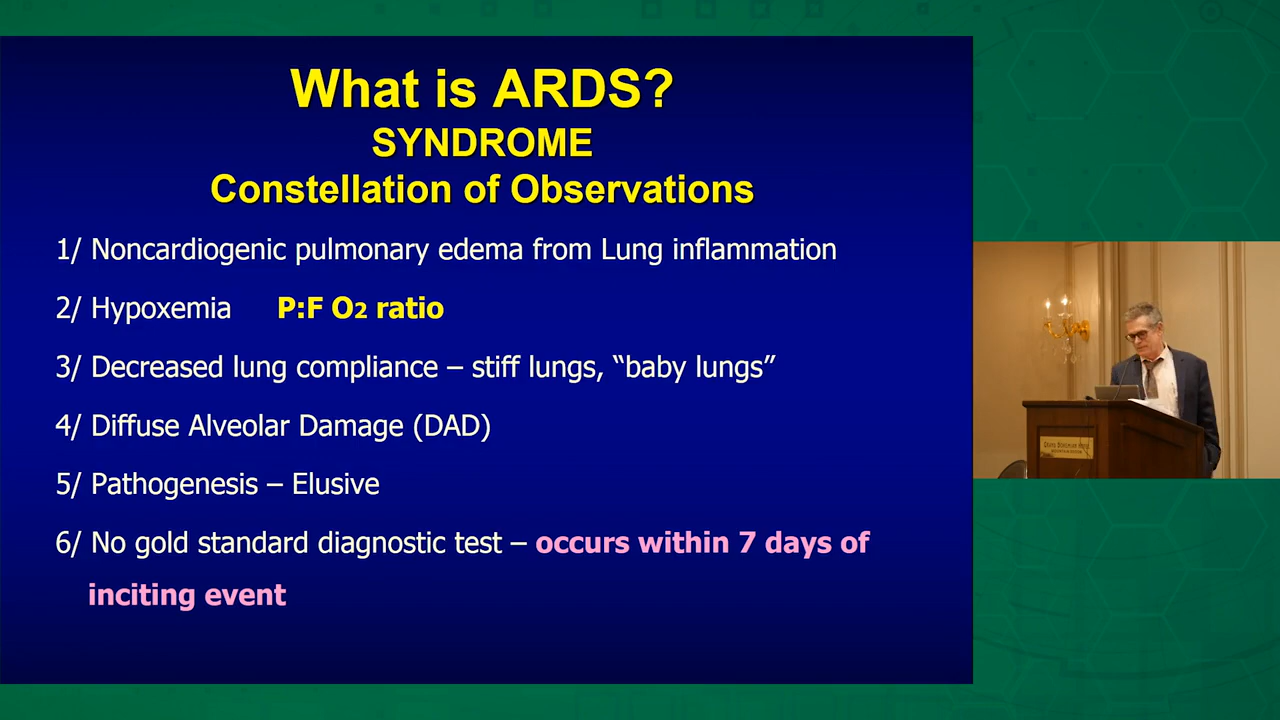 What is ARDS?
SYNDROME
Constellation of Observations
1/ Noncardiogenic pulmonary edema from Lung inflammation
2/ Hypoxemia P:F O2 ratio
3/ Decreased lung compliance – stiff lungs, “baby lungs”
4/ Diffuse Alveolar Damage (DAD)
5/ Pathogenesis – Elusive
6/ No gold standard diagnostic test – occurs within 7 days of
inciting event